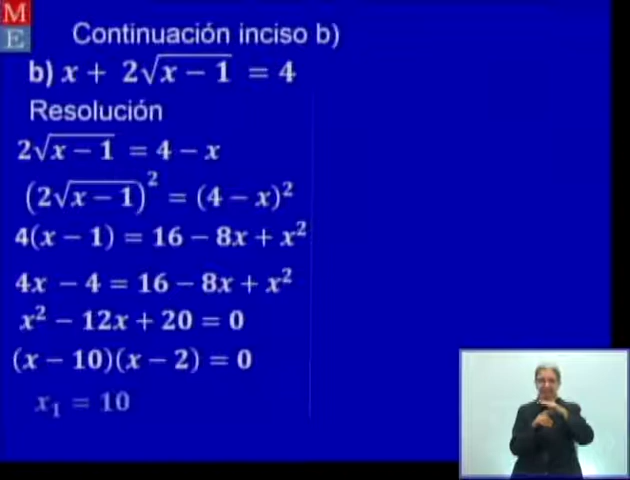 M
E
Continuación inciso b)
b) x + 2√(x − 1) = 4
Resolución
2√(x − 1) = 4 − x
(2√(x − 1))² = (4 − x)²
4(x − 1) = 16 − 8x + x²
4x − 4 = 16 − 8x + x²
x² − 12x + 20 = 0
(x − 10)(x − 2) = 0
x₁ = 10